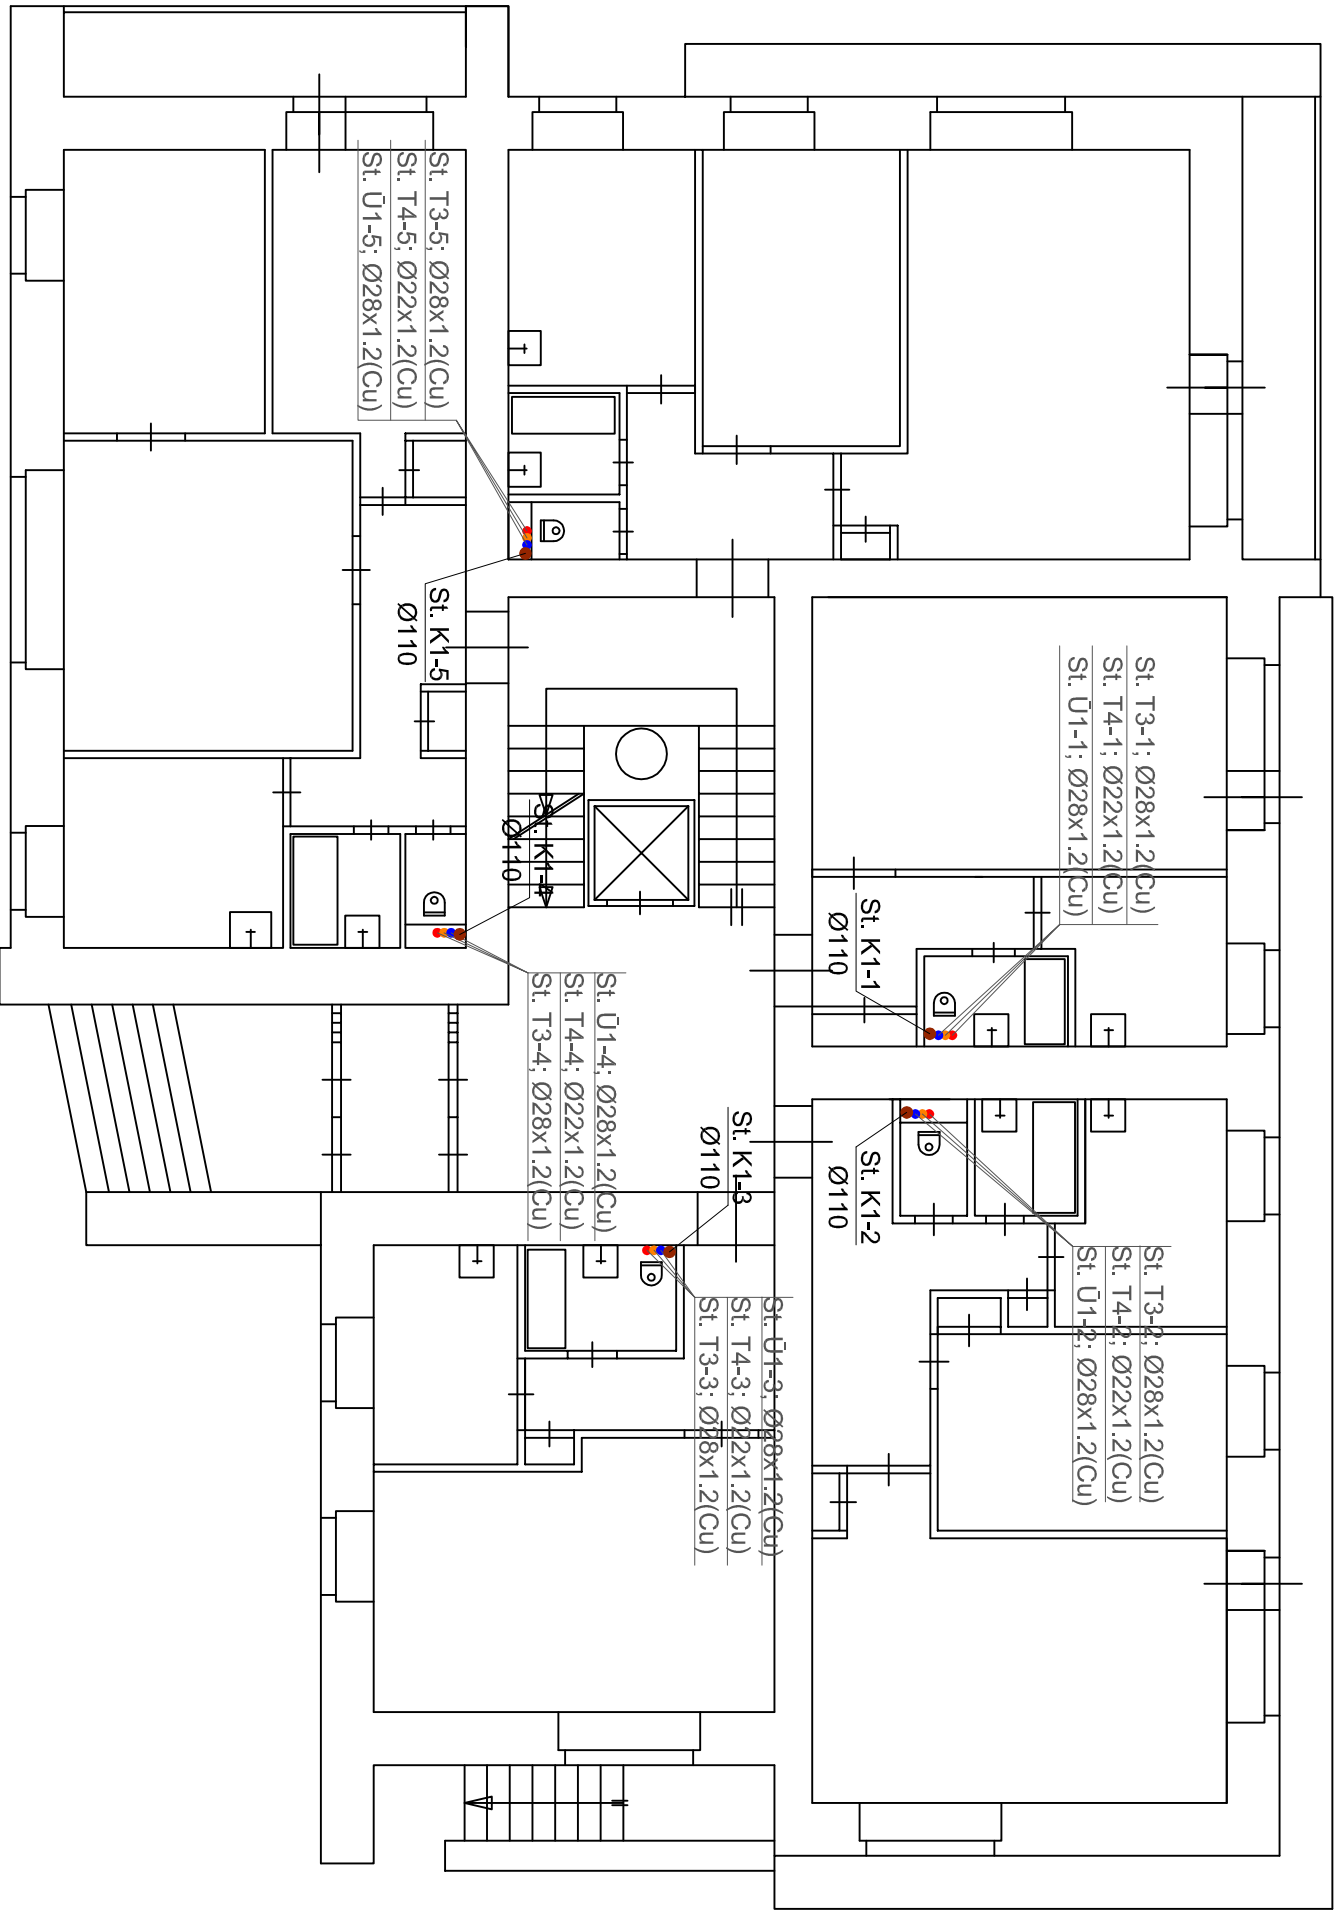 St. T3-5; Ø28x1.2(Cu)
St. T4-5; Ø22x1.2(Cu)
St. Ū1-5; Ø28x1.2(Cu)
St. K1-5
Ø110
St. T3-1; Ø28x1.2(Cu)
St. T4-1; Ø22x1.2(Cu)
St. Ū1-1; Ø28x1.2(Cu)
St. K1-1
Ø110
St. K1-4
Ø110
St. Ū1-4; Ø28x1.2(Cu)
St. T4-4; Ø22x1.2(Cu)
St. T3-4; Ø28x1.2(Cu)
St. K1-3
Ø110
St. K1-2
Ø110
St. T3-2; Ø28x1.2(Cu)
St. T4-2; Ø22x1.2(Cu)
St. Ū1-2; Ø28x1.2(Cu)
St. Ū1-3; Ø28x1.2(Cu)
St. T4-3; Ø22x1.2(Cu)
St. T3-3; Ø28x1.2(Cu)